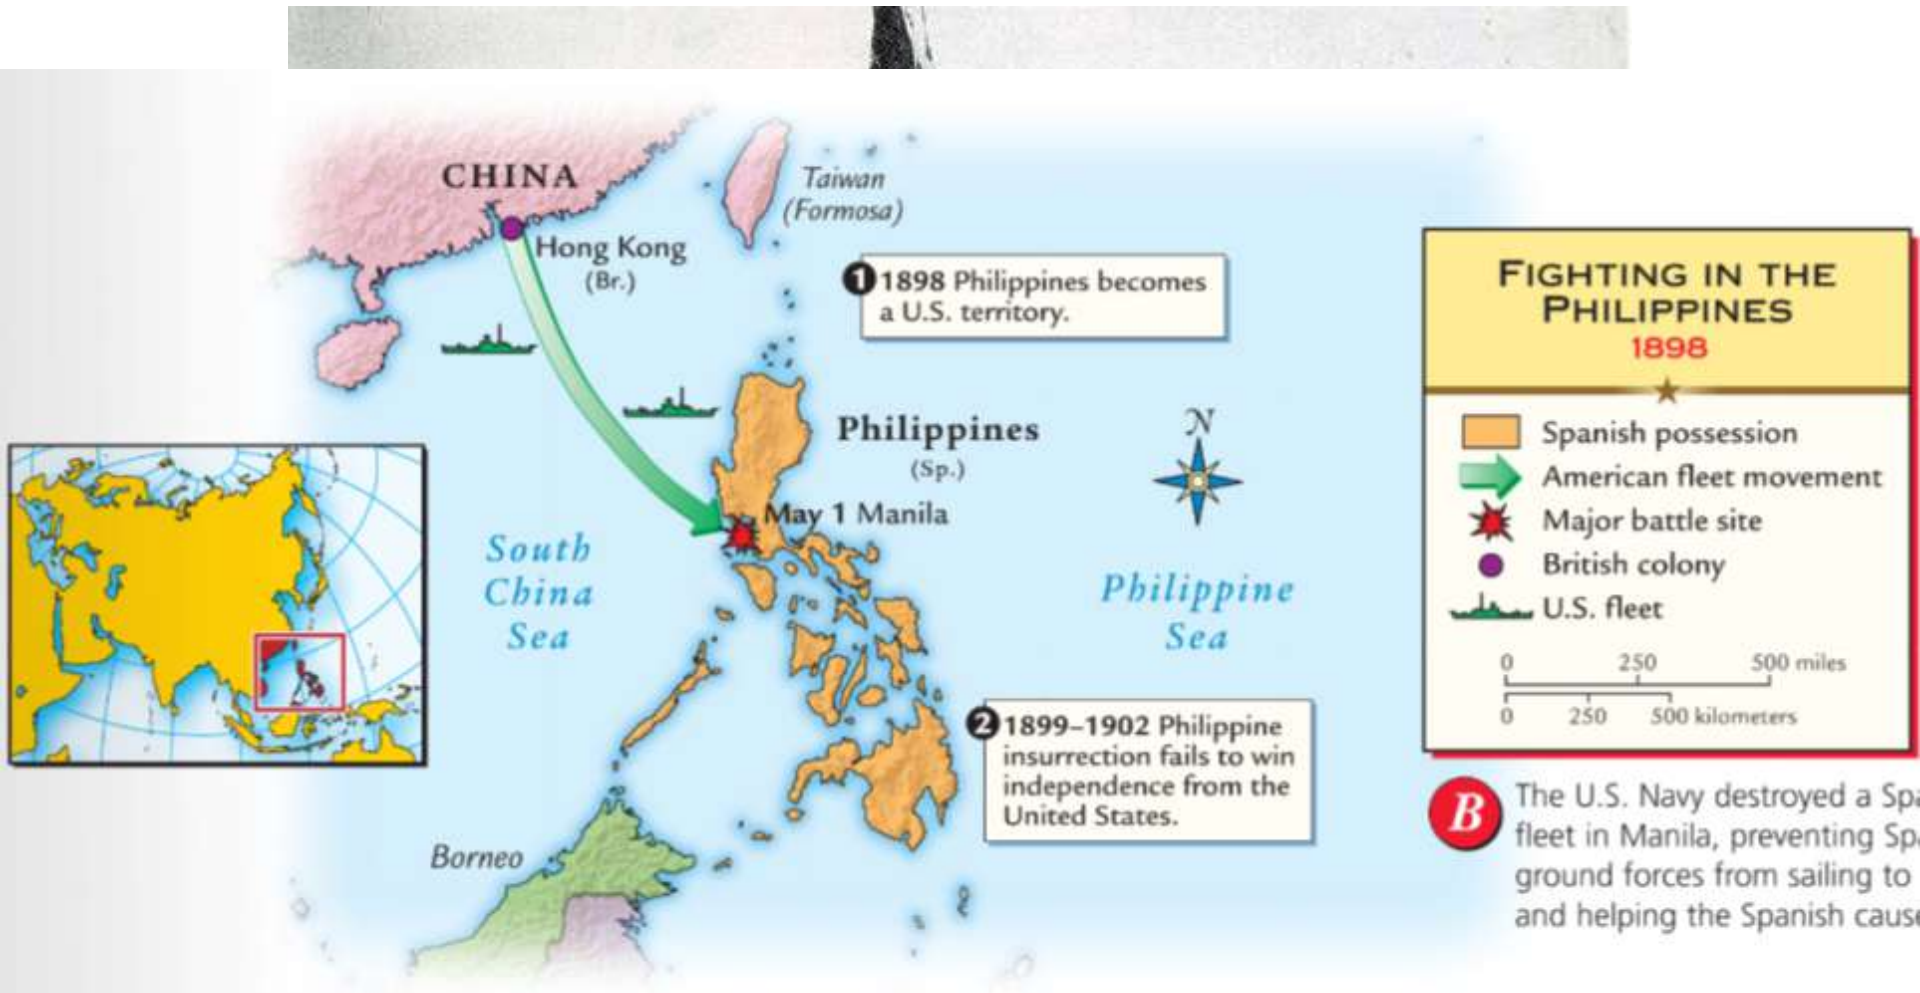 CHINA
Taiwan
(Formosa)
Hong Kong
(Br.)
1 1898 Philippines becomes
a U.S. territory.
Philippines
(Sp.)
N
May 1 Manila
South
China
Sea
Philippine
Sea
2 1899–1902 Philippine
insurrection fails to win
independence from the
United States.
Borneo
FIGHTING IN THE
PHILIPPINES
1898
Spanish possession
American fleet movement
Major battle site
British colony
U.S. fleet
0 250 500 miles
0 250 500 kilometers
B The U.S. Navy destroyed a Spa
fleet in Manila, preventing Spa
ground forces from sailing to
and helping the Spanish cause